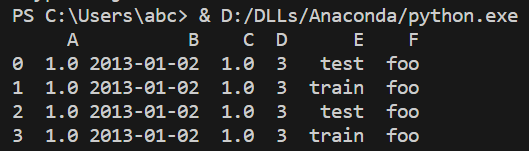 PS C:\Users\abc> & D:/DLLs/Anaconda/python.exe
     A          B    C  D      E    F
0  1.0 2013-01-02  1.0  3   test  foo
1  1.0 2013-01-02  1.0  3  train  foo
2  1.0 2013-01-02  1.0  3   test  foo
3  1.0 2013-01-02  1.0  3  train  foo